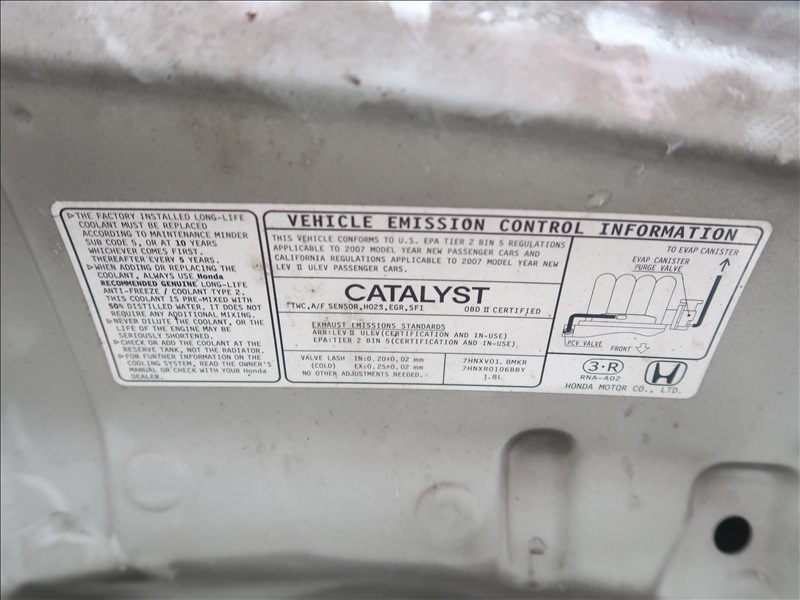 ▷THE FACTORY INSTALLED LONG-LIFE
COOLANT MUST BE REPLACED
ACCORDING TO MAINTENANCE MINDER
SUB CODE 5, OR AT 10 YEARS
WHICHEVER COMES FIRST.
THEREAFTER EVERY 5 YEARS.
▷WHEN ADDING OR REPLACING THE
COOLANT, ALWAYS USE Honda
RECOMMENDED GENUINE LONG-LIFE
ANTI-FREEZE / COOLANT TYPE 2.
THIS COOLANT IS PRE-MIXED WITH
50% DISTILLED WATER. IT DOES NOT
REQUIRE ANY ADDITIONAL MIXING.
▷NEVER DILUTE THE COOLANT, OR THE
LIFE OF THE ENGINE MAY BE
SERIOUSLY SHORTENED.
▷CHECK OR ADD THE COOLANT AT THE
RESERVE TANK, NOT THE RADIATOR.
▷FOR FURTHER INFORMATION ON THE
COOLING SYSTEM, READ THE OWNER'S
MANUAL OR CHECK WITH YOUR Honda
DEALER.
VEHICLE EMISSION CONTROL INFORMATION
THIS VEHICLE CONFORMS TO U.S. EPA TIER 2 BIN 5 REGULATIONS
APPLICABLE TO 2007 MODEL YEAR NEW PASSENGER CARS AND
CALIFORNIA REGULATIONS APPLICABLE TO 2007 MODEL YEAR NEW
LEV II ULEV PASSENGER CARS.
CATALYST
TWC, A/F SENSOR, HO2S, EGR, SFI
OBD II CERTIFIED
EXHAUST EMISSIONS STANDARDS
ARB: LEV II ULEV(CERTIFICATION AND IN-USE)
EPA: TIER 2 BIN 5(CERTIFICATION AND IN-USE).
VALVE LASH IN:0.20±0.02 mm
(COLD) EX:0.25±0.02 mm
NO OTHER ADJUSTMENTS NEEDED.
7HNXV01.8MKR
7HNXR0106BBY
1.8L
TO EVAP CANISTER
EVAP CANISTER
PURGE VALVE
PCV VALVE
FRONT
3·R
RNA-A02
HONDA MOTOR CO., LTD.